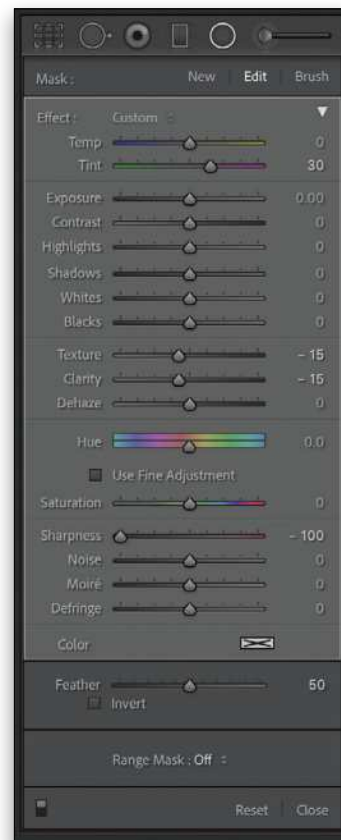 Mask : New Edit Brush
Effect : Custom
Temp 0
Tint 30
Exposure 0.00
Contrast 0
Highlights 0
Shadows 0
Whites 0
Blacks 0
Texture – 15
Clarity – 15
Dehaze 0
Hue 0.0
Use Fine Adjustment
Saturation 0
Sharpness – 100
Noise 0
Moiré 0
Defringe 0
Color
Feather 50
Invert
Range Mask : Off
Reset Close